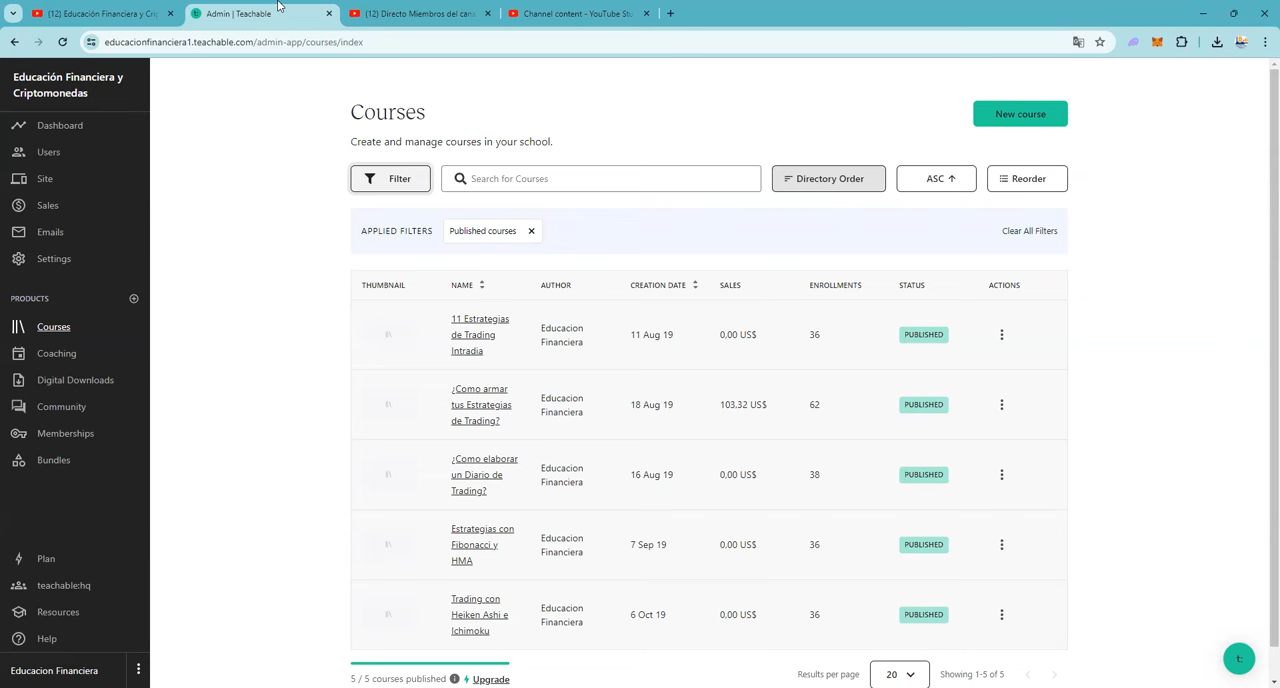 (12) Educación Financiera y Crip
Admin | Teachable
(12) Directo Miembros del cana
Channel content - YouTube Stu
educacionfinanciera1.teachable.com/admin-app/courses/index
Educación Financiera y
Criptomonedas
Dashboard
Users
Site
Sales
Emails
Settings
PRODUCTS
Courses
Coaching
Digital Downloads
Community
Memberships
Bundles
Plan
teachable:hq
Resources
Help
Educacion Financiera
Courses
New course
Create and manage courses in your school.
Filter
Search for Courses
Directory Order
ASC ↑
Reorder
APPLIED FILTERS
Published courses
Clear All Filters
THUMBNAIL NAME AUTHOR CREATION DATE SALES ENROLLMENTS STATUS ACTIONS
11 Estrategias
de Trading
Intradia
Educacion
Financiera
11 Aug 19
0,00 US$
36
PUBLISHED
¿Como armar
tus Estrategias
de Trading?
Educacion
Financiera
18 Aug 19
103,32 US$
62
PUBLISHED
¿Como elaborar
un Diario de
Trading?
Educacion
Financiera
16 Aug 19
0,00 US$
38
PUBLISHED
Estrategias con
Fibonacci y
HMA
Educacion
Financiera
7 Sep 19
0,00 US$
36
PUBLISHED
Trading con
Heiken Ashi e
Ichimoku
Educacion
Financiera
6 Oct 19
0,00 US$
36
PUBLISHED
5 / 5 courses published
Upgrade
Results per page
20
Showing 1-5 of 5
t: